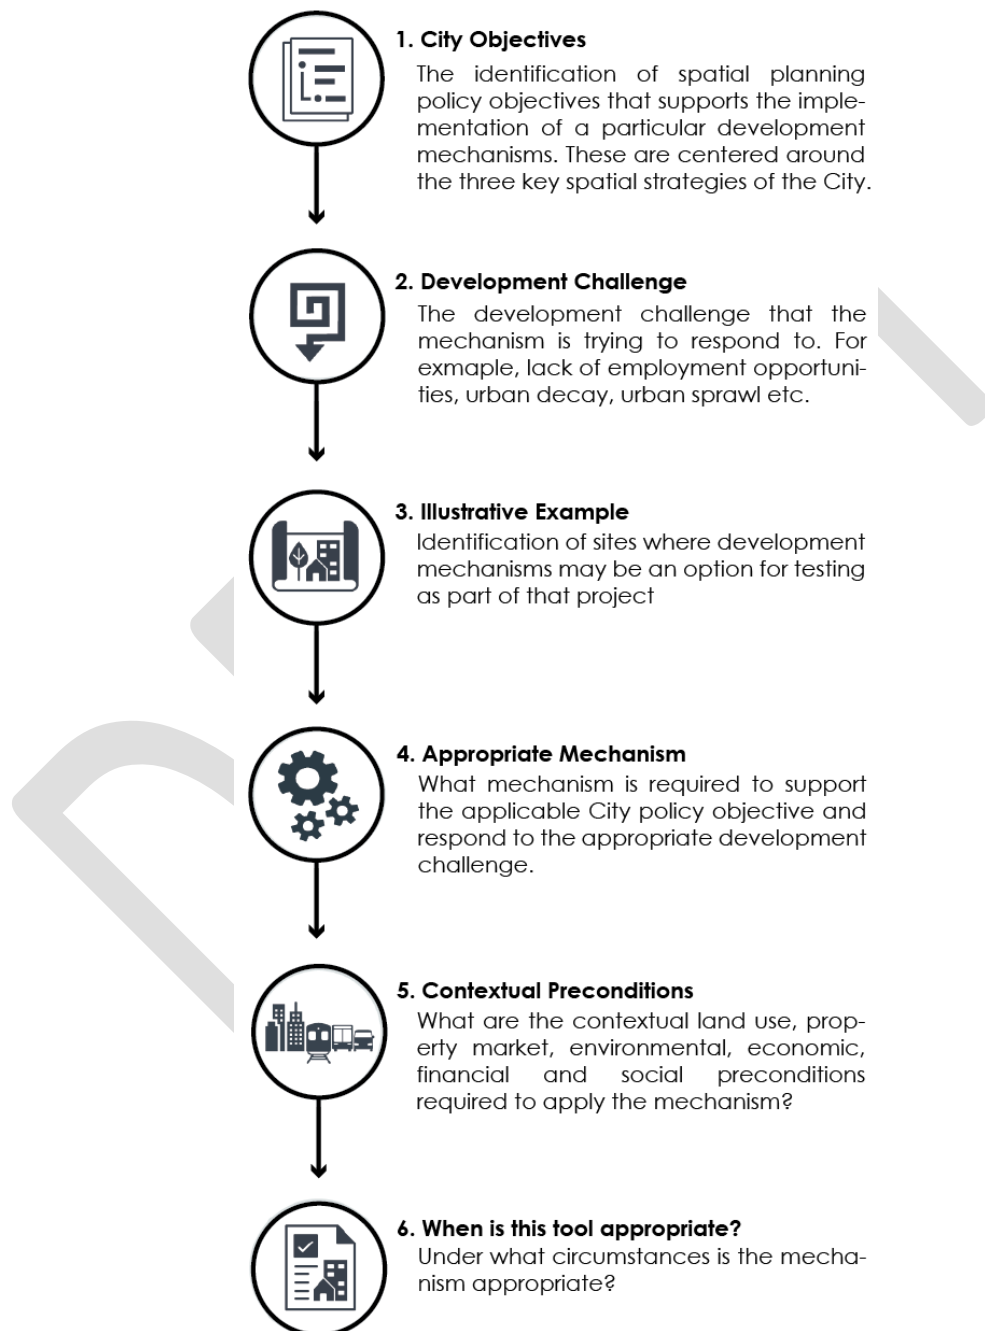 1. City Objectives
The identification of spatial planning
policy objectives that supports the imple-
mentation of a particular development
mechanisms. These are centered around
the three key spatial strategies of the City.
2. Development Challenge
The development challenge that the
mechanism is trying to respond to. For
exmaple, lack of employment opportuni-
ties, urban decay, urban sprawl etc.
3. Illustrative Example
Identification of sites where development
mechanisms may be an option for testing
as part of that project
4. Appropriate Mechanism
What mechanism is required to support
the applicable City policy objective and
respond to the appropriate development
challenge.
5. Contextual Preconditions
What are the contextual land use, prop-
erty market, environmental, economic,
financial and social preconditions
required to apply the mechanism?
6. When is this tool appropriate?
Under what circumstances is the mecha-
nism appropriate?